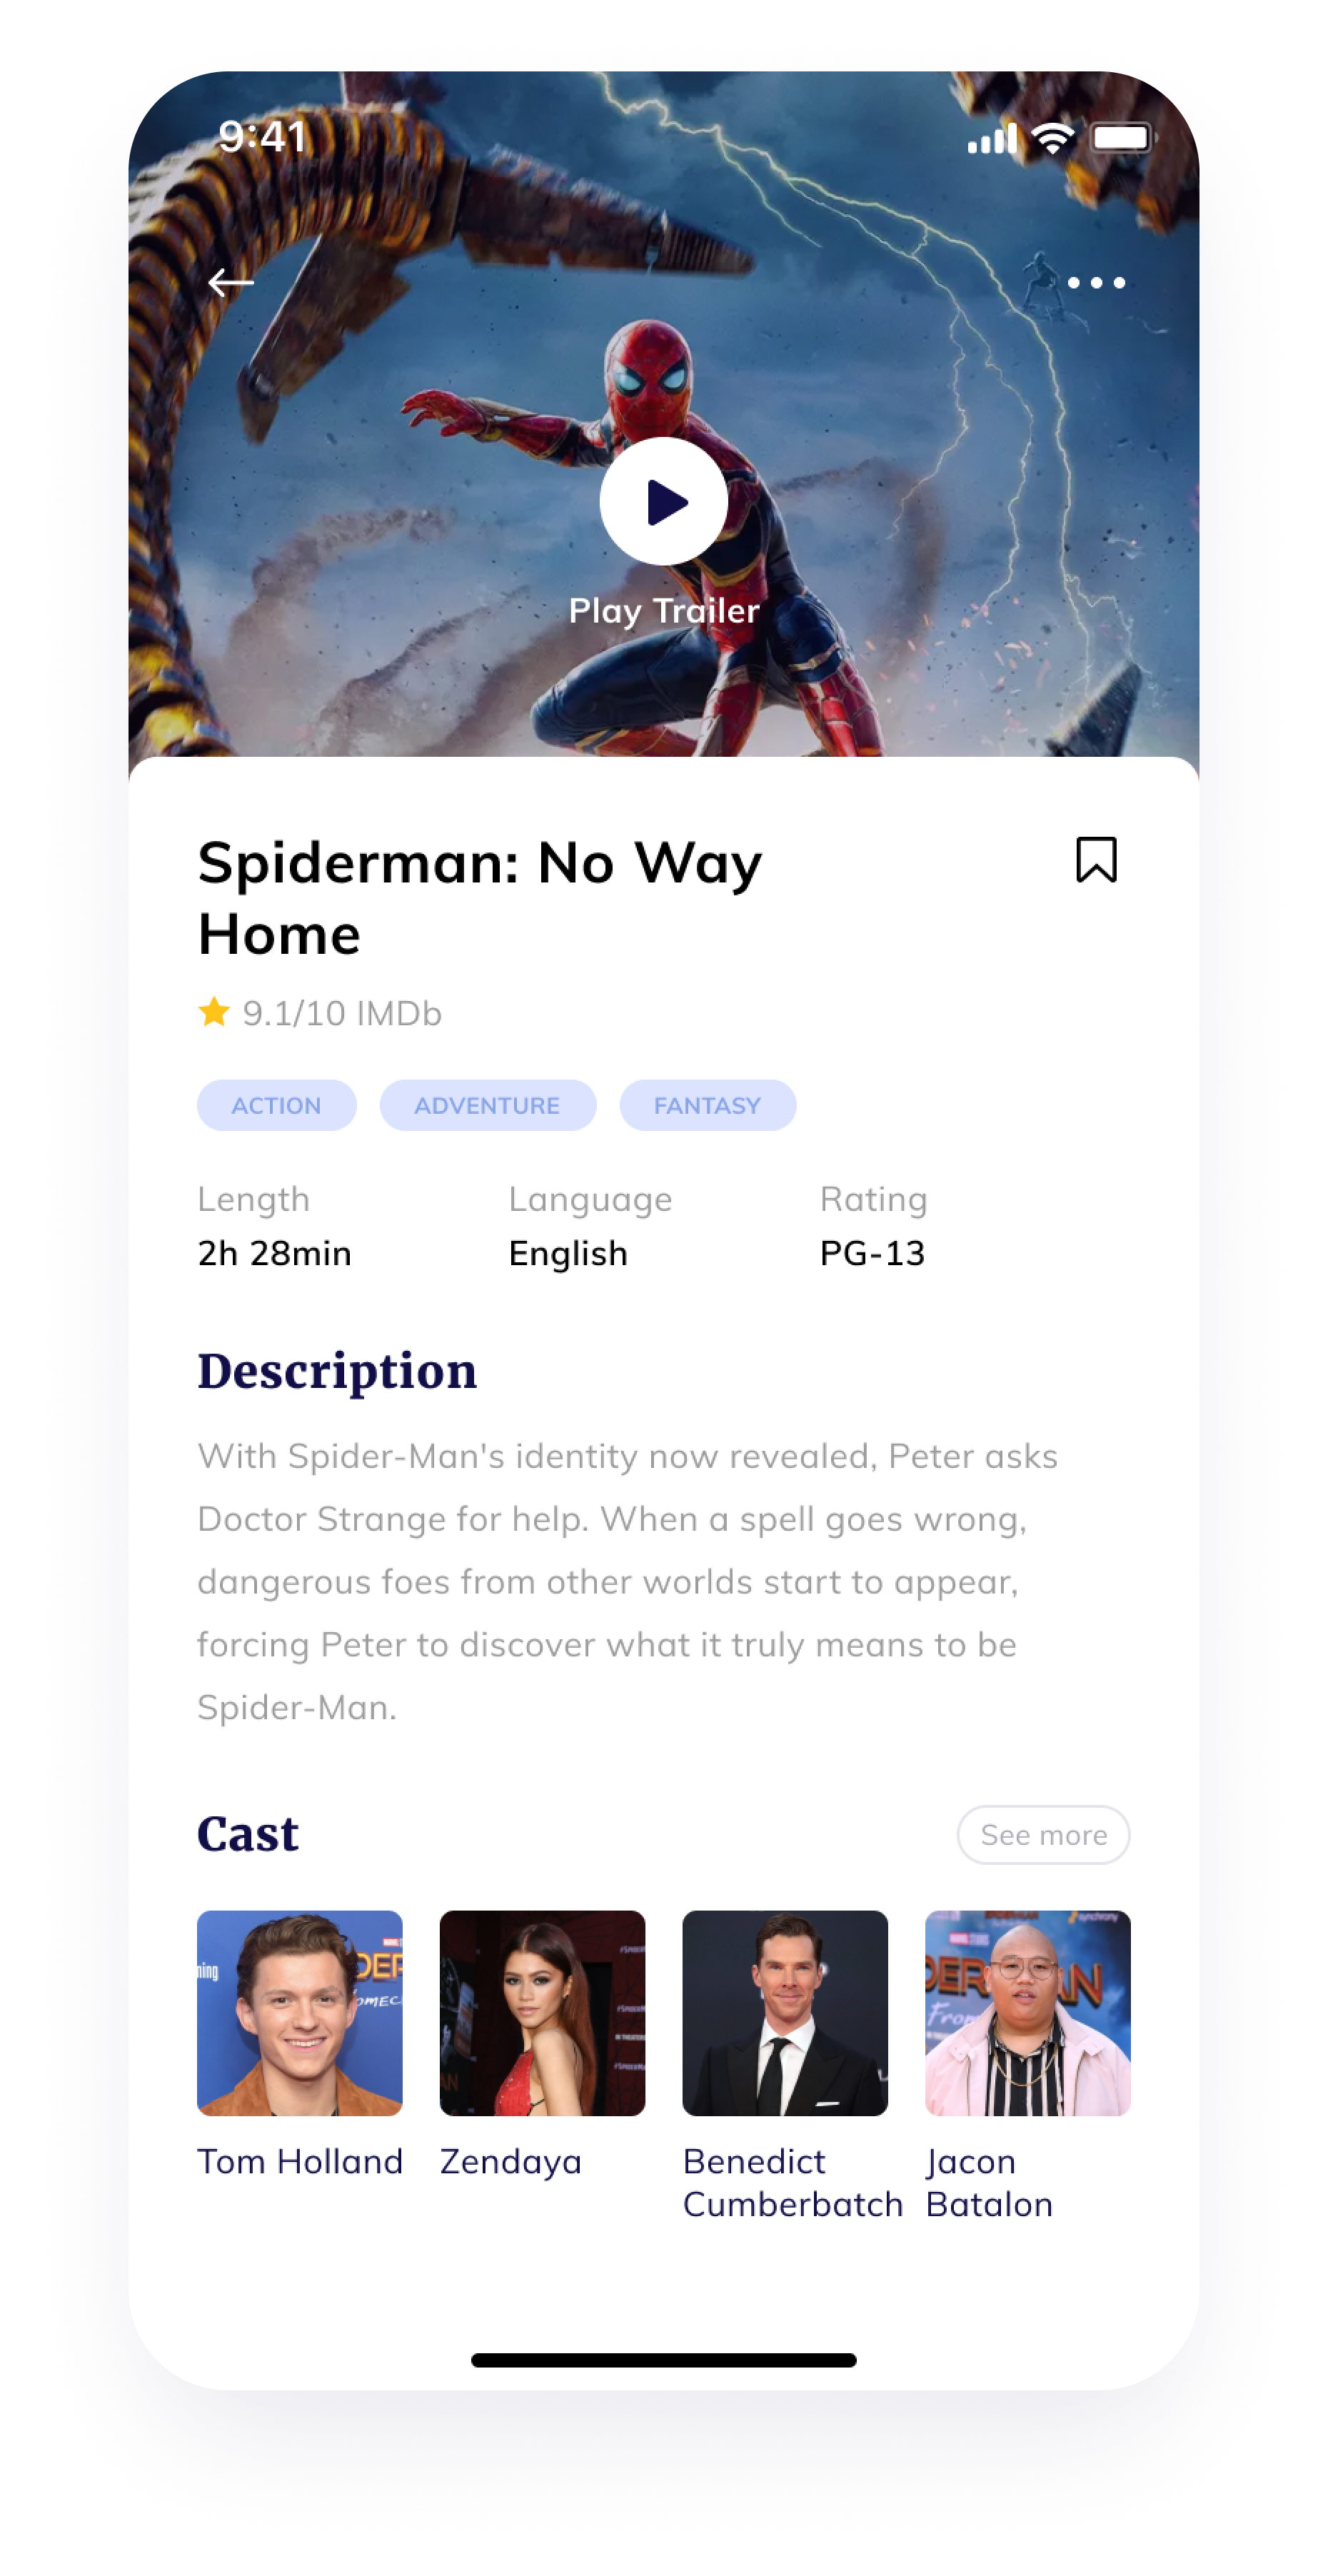 9:41
Play Trailer
Spiderman: No Way
Home
9.1/10 IMDb
ACTION ADVENTURE FANTASY
Length Language Rating
2h 28min English PG-13
Description
With Spider-Man's identity now revealed, Peter asks
Doctor Strange for help. When a spell goes wrong,
dangerous foes from other worlds start to appear,
forcing Peter to discover what it truly means to be
Spider-Man.
Cast
See more
Tom Holland Zendaya Benedict Jacon
Cumberbatch Batalon